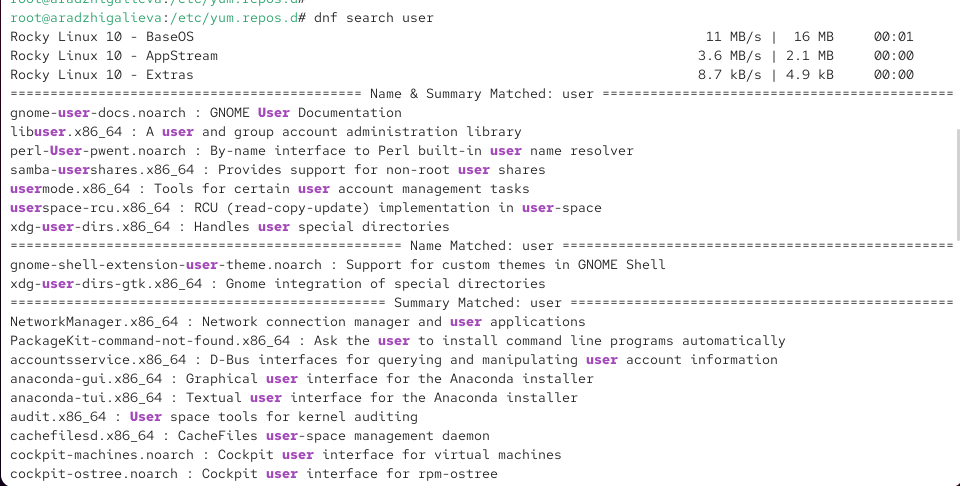 root@aradzhigalieva:/etc/yum.repos.d#
root@aradzhigalieva:/etc/yum.repos.d# dnf search user
Rocky Linux 10 - BaseOS 11 MB/s | 16 MB 00:01
Rocky Linux 10 - AppStream 3.6 MB/s | 2.1 MB 00:00
Rocky Linux 10 - Extras 8.7 kB/s | 4.9 kB 00:00
============================================ Name & Summary Matched: user ============================================
gnome-user-docs.noarch : GNOME User Documentation
libuser.x86_64 : A user and group account administration library
perl-User-pwent.noarch : By-name interface to Perl built-in user name resolver
samba-usershares.x86_64 : Provides support for non-root user shares
usermode.x86_64 : Tools for certain user account management tasks
userspace-rcu.x86_64 : RCU (read-copy-update) implementation in user-space
xdg-user-dirs.x86_64 : Handles user special directories
================================================= Name Matched: user =================================================
gnome-shell-extension-user-theme.noarch : Support for custom themes in GNOME Shell
xdg-user-dirs-gtk.x86_64 : Gnome integration of special directories
=============================================== Summary Matched: user ================================================
NetworkManager.x86_64 : Network connection manager and user applications
PackageKit-command-not-found.x86_64 : Ask the user to install command line programs automatically
accountsservice.x86_64 : D-Bus interfaces for querying and manipulating user account information
anaconda-gui.x86_64 : Graphical user interface for the Anaconda installer
anaconda-tui.x86_64 : Textual user interface for the Anaconda installer
audit.x86_64 : User space tools for kernel auditing
cachefilesd.x86_64 : CacheFiles user-space management daemon
cockpit-machines.noarch : Cockpit user interface for virtual machines
cockpit-ostree.noarch : Cockpit user interface for rpm-ostree